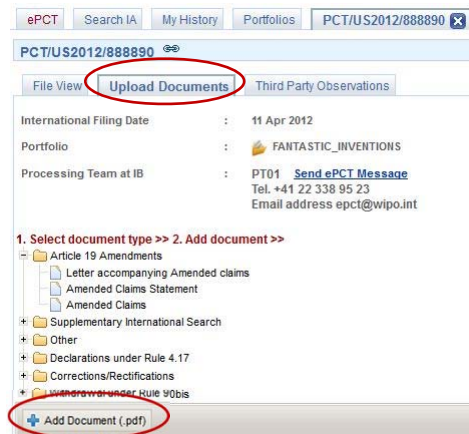 ePCT Search IA My History Portfolios PCT/US2012/888890
PCT/US2012/888890
File View Upload Documents Third Party Observations
International Filing Date : 11 Apr 2012
Portfolio : FANTASTIC_INVENTIONS
Processing Team at IB : PT01 Send ePCT Message
Tel. +41 22 338 95 23
Email address epct@wipo.int
1. Select document type >> 2. Add document >>
Article 19 Amendments
Letter accompanying Amended claims
Amended Claims Statement
Amended Claims
Supplementary International Search
Other
Declarations under Rule 4.17
Corrections/Rectifications
Withdrawal under Rule 90bis
Add Document (.pdf)